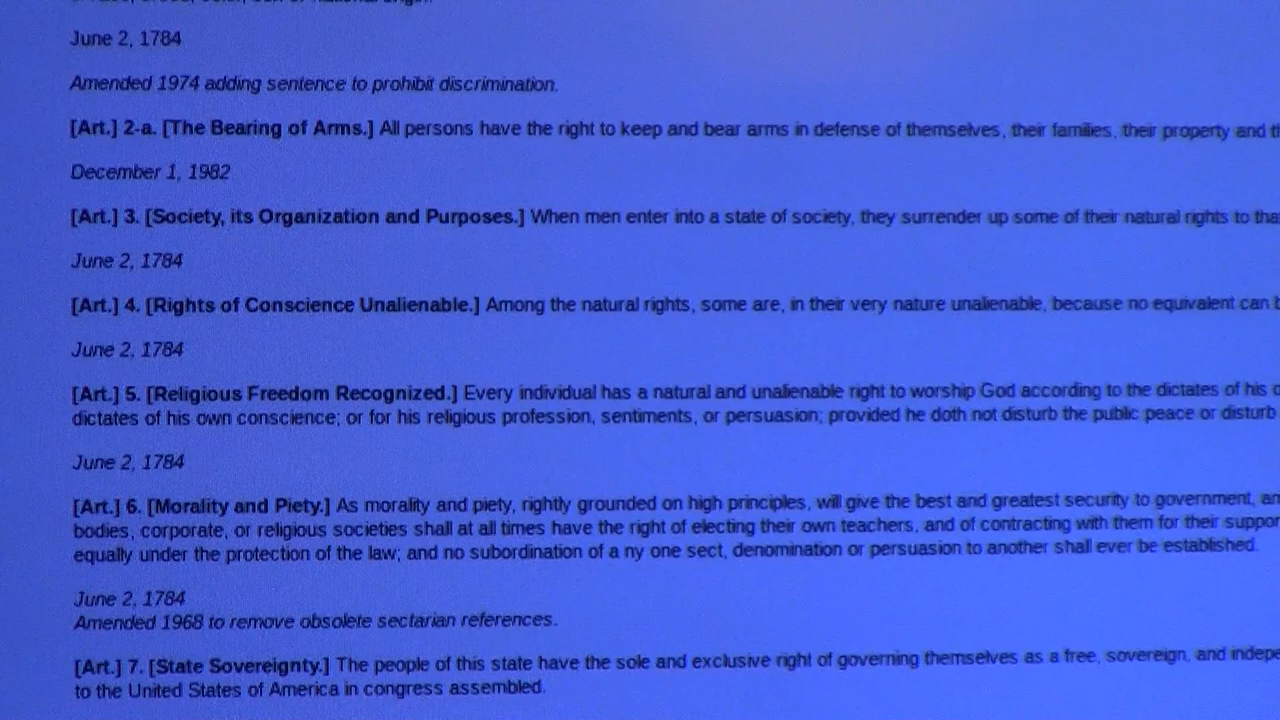 June 2, 1784
Amended 1974 adding sentence to prohibit discrimination.
[Art.] 2-a. [The Bearing of Arms.] All persons have the right to keep and bear arms in defense of themselves, their families, their property and
December 1, 1982
[Art.] 3. [Society, its Organization and Purposes.] When men enter into a state of society, they surrender up some of their natural rights to
June 2, 1784
[Art.] 4. [Rights of Conscience Unalienable.] Among the natural rights, some are, in their very nature unalienable, because no equivalent can
June 2, 1784
[Art.] 5. [Religious Freedom Recognized.] Every individual has a natural and unalienable right to worship God according to the dictates of his
dictates of his own conscience; or for his religious profession, sentiments, or persuasion; provided he doth not disturb the public peace or disturb
June 2, 1784
[Art.] 6. [Morality and Piety.] As morality and piety, rightly grounded on high principles, will give the best and greatest security to government,
bodies, corporate, or religious societies shall at all times have the right of electing their own teachers, and of contracting with them for their
equally under the protection of the law; and no subordination of a ny one sect, denomination or persuasion to another shall ever be established.
June 2, 1784
Amended 1968 to remove obsolete sectarian references.
[Art.] 7. [State Sovereignty.] The people of this state have the sole and exclusive right of governing themselves as a free, sovereign, and
to the United States of America in congress assembled.